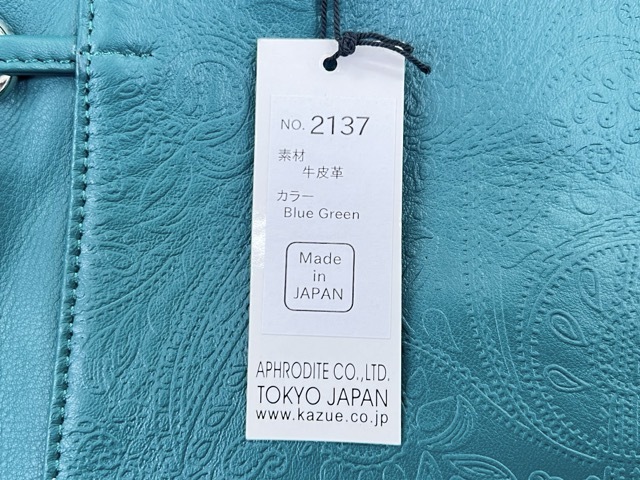 NO. 2137
素材
牛皮革
カラー
Blue Green
Made
in
JAPAN
APHRODITE CO.,LTD.
TOKYO JAPAN
www.kazue.co.jp